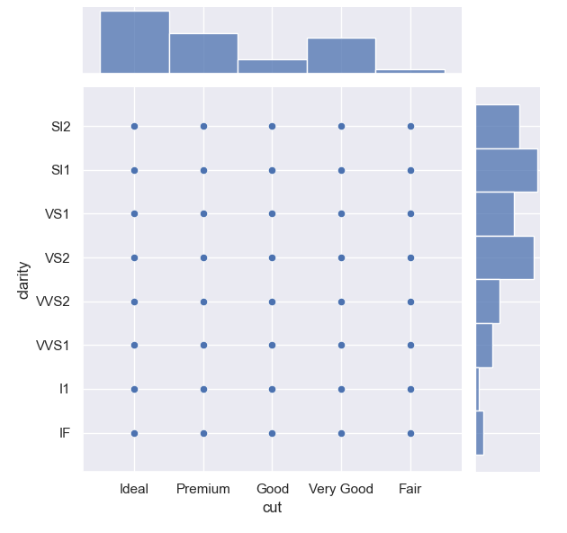 SI2
SI1
VS1
VS2
VVS2
VVS1
I1
IF
clarity
Ideal Premium Good Very Good Fair
cut